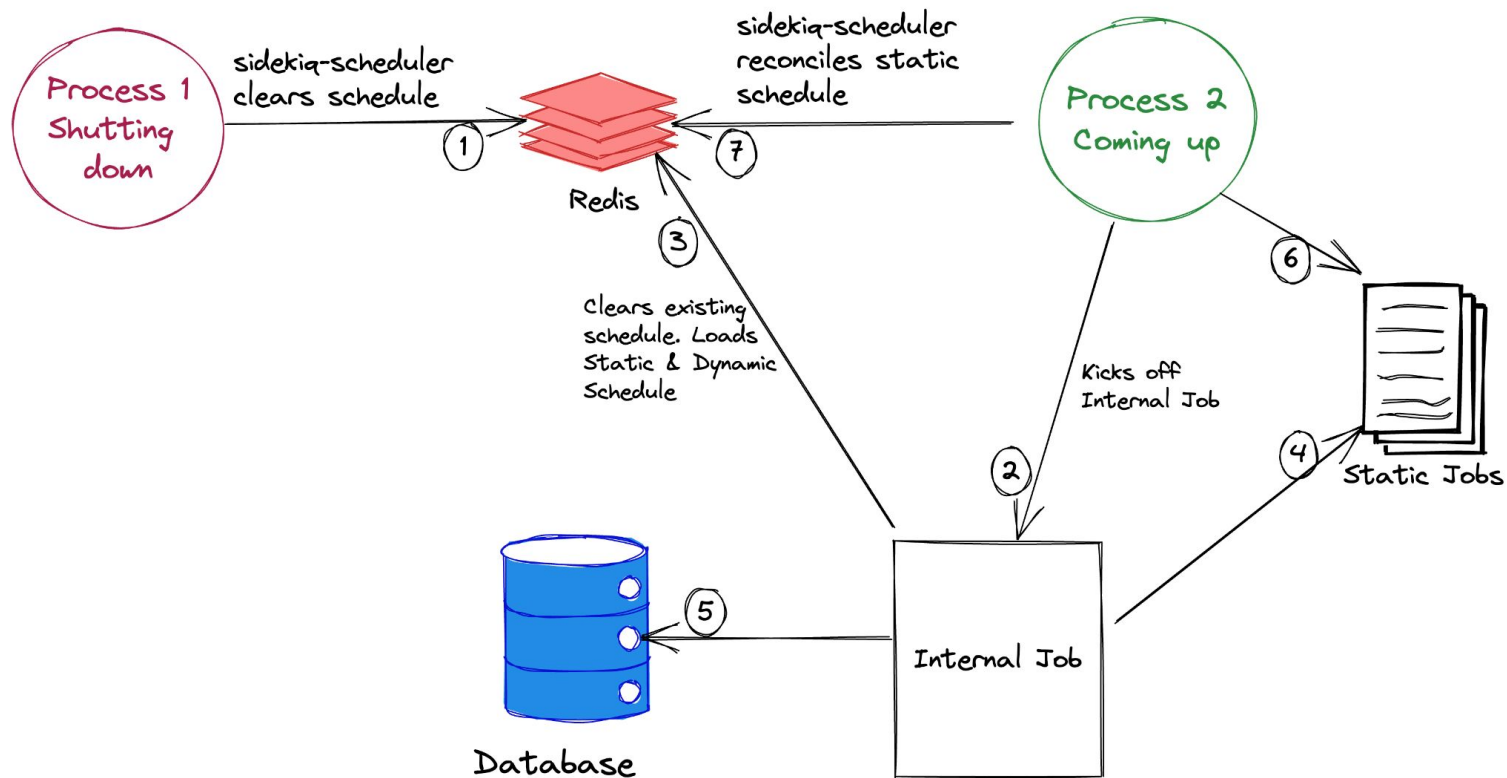 Process 1
Shutting
down
sidekiq-scheduler
clears schedule
1
Redis
sidekiq-scheduler
reconciles static
schedule
7
Process 2
Coming up
3
Clears existing
schedule. Loads
Static & Dynamic
Schedule
6
Kicks off
Internal Job
2
4
Static Jobs
5
Internal Job
Database